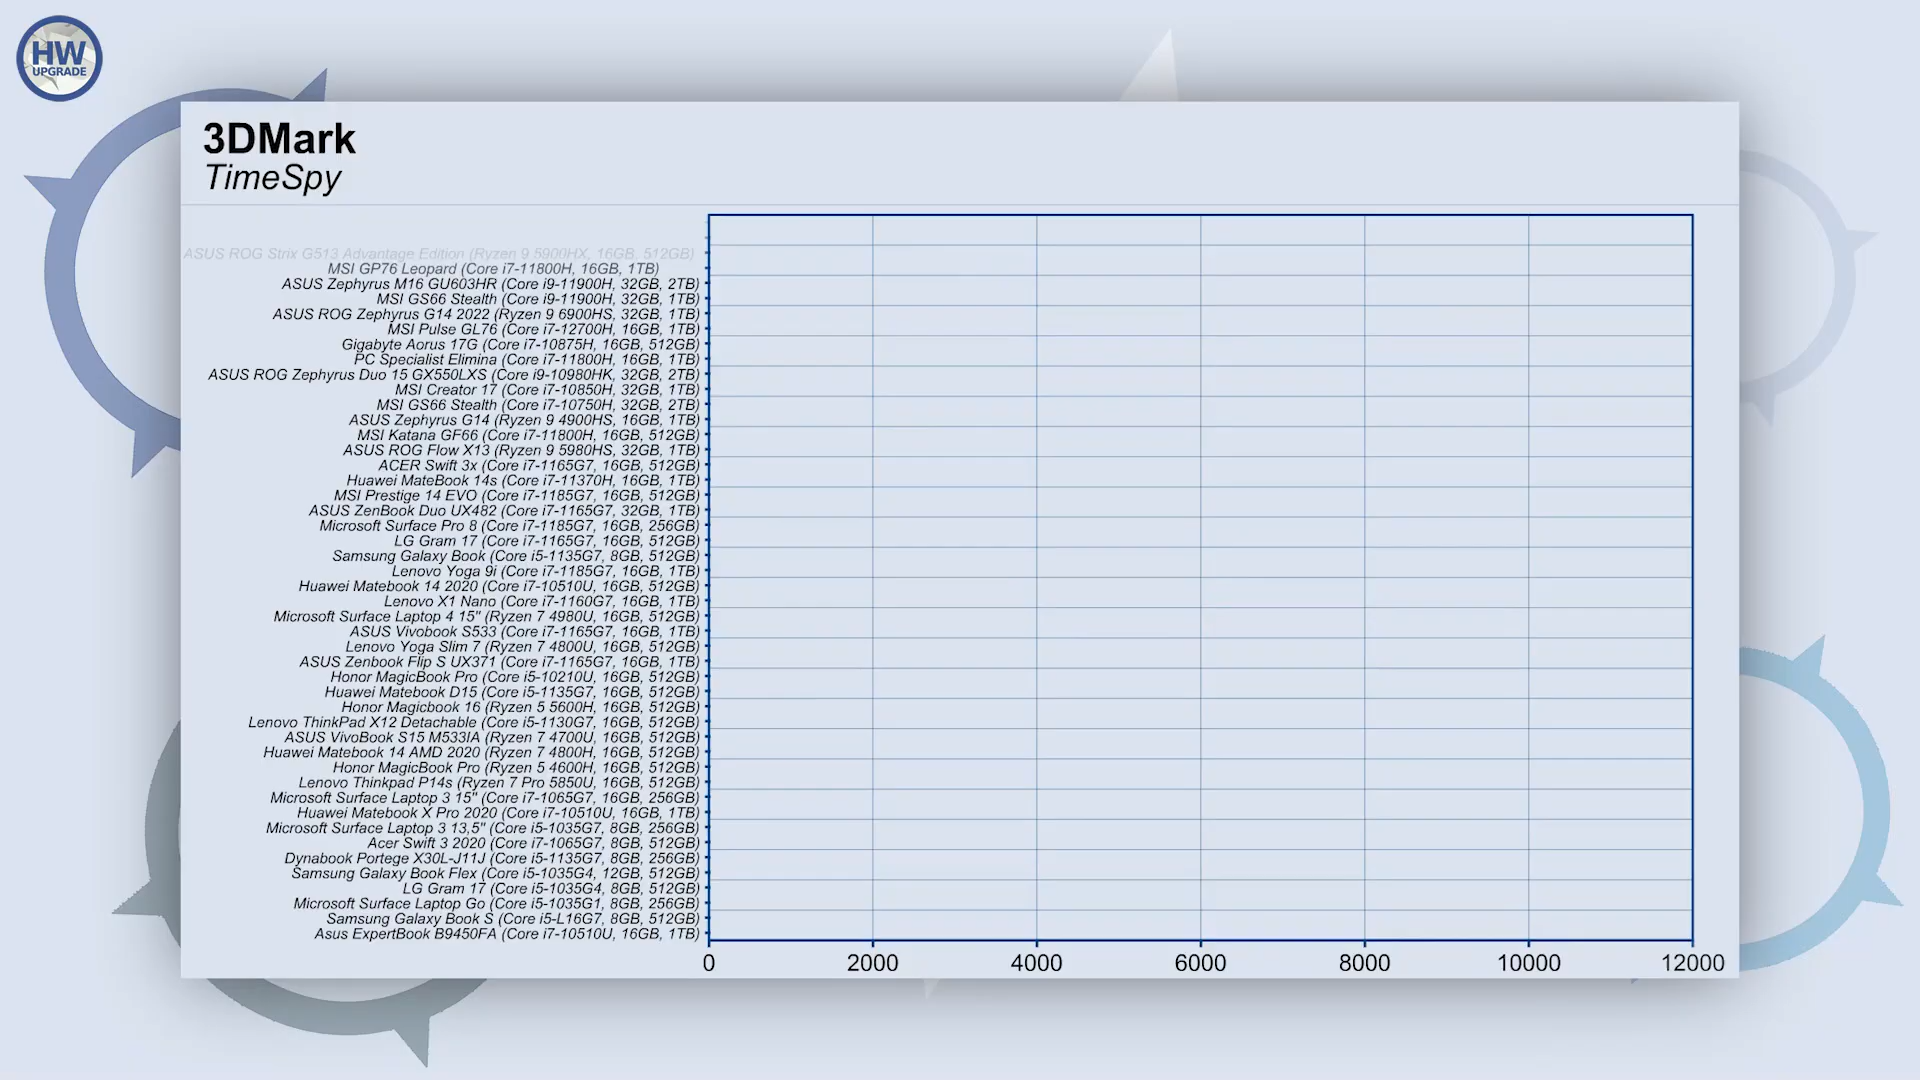 HW
UPGRADE
3DMark
TimeSpy
ASUS ROG Strix G513 Advantage Edition (Ryzen 9 5900HX, 16GB, 512GB)
MSI GP76 Leopard (Core i7-11800H, 16GB, 1TB)
ASUS Zephyrus M16 GU603HR (Core i9-11900H, 32GB, 2TB)
MSI GS66 Stealth (Core i9-11900H, 32GB, 1TB)
ASUS ROG Zephyrus G14 2022 (Ryzen 9 6900HS, 32GB, 1TB)
MSI Pulse GL76 (Core i7-12700H, 16GB, 1TB)
Gigabyte Aorus 17G (Core i7-10875H, 16GB, 512GB)
PC Specialist Elimina (Core i7-11800H, 16GB, 1TB)
ASUS ROG Zephyrus Duo 15 GX550LXS (Core i9-10980HK, 32GB, 2TB)
MSI Creator 17 (Core i7-10850H, 32GB, 1TB)
MSI GS66 Stealth (Core i7-10750H, 32GB, 2TB)
ASUS Zephyrus G14 (Ryzen 9 4900HS, 16GB, 1TB)
MSI Katana GF66 (Core i7-11800H, 16GB, 512GB)
ASUS ROG Flow X13 (Ryzen 9 5980HS, 32GB, 1TB)
ACER Swift 3x (Core i7-1165G7, 16GB, 512GB)
Huawei MateBook 14s (Core i7-11370H, 16GB, 1TB)
MSI Prestige 14 EVO (Core i7-1185G7, 16GB, 512GB)
ASUS ZenBook Duo UX482 (Core i7-1165G7, 32GB, 1TB)
Microsoft Surface Pro 8 (Core i7-1185G7, 16GB, 256GB)
LG Gram 17 (Core i7-1165G7, 16GB, 512GB)
Samsung Galaxy Book (Core i5-1135G7, 8GB, 512GB)
Lenovo Yoga 9i (Core i7-1185G7, 16GB, 1TB)
Huawei Matebook 14 2020 (Core i7-10510U, 16GB, 512GB)
Lenovo X1 Nano (Core i7-1160G7, 16GB, 1TB)
Microsoft Surface Laptop 4 15" (Ryzen 7 4980U, 16GB, 512GB)
ASUS Vivobook S533 (Core i7-1165G7, 16GB, 1TB)
Lenovo Yoga Slim 7 (Ryzen 7 4800U, 16GB, 512GB)
ASUS Zenbook Flip S UX371 (Core i7-1165G7, 16GB, 1TB)
Honor MagicBook Pro (Core i5-10210U, 16GB, 512GB)
Huawei Matebook D15 (Core i5-1135G7, 16GB, 512GB)
Honor Magicbook 16 (Ryzen 5 5600H, 16GB, 512GB)
Lenovo ThinkPad X12 Detachable (Core i5-1130G7, 16GB, 512GB)
ASUS VivoBook S15 M533IA (Ryzen 7 4700U, 16GB, 512GB)
Huawei Matebook 14 AMD 2020 (Ryzen 7 4800H, 16GB, 512GB)
Honor MagicBook Pro (Ryzen 5 4600H, 16GB, 512GB)
Lenovo Thinkpad P14s (Ryzen 7 Pro 5850U, 16GB, 512GB)
Microsoft Surface Laptop 3 15" (Core i7-1065G7, 16GB, 256GB)
Huawei Matebook X Pro 2020 (Core i7-10510U, 16GB, 1TB)
Microsoft Surface Laptop 3 13,5" (Core i5-1035G7, 8GB, 256GB)
Acer Swift 3 2020 (Core i7-1065G7, 8GB, 512GB)
Dynabook Portege X30L-J11J (Core i5-1135G7, 8GB, 256GB)
Samsung Galaxy Book Flex (Core i5-1035G4, 12GB, 512GB)
LG Gram 17 (Core i5-1035G4, 8GB, 512GB)
Microsoft Surface Laptop Go (Core i5-1035G1, 8GB, 256GB)
Samsung Galaxy Book S (Core i5-L16G7, 8GB, 512GB)
Asus ExpertBook B9450FA (Core i7-10510U, 16GB, 1TB)
0 2000 4000 6000 8000 10000 12000